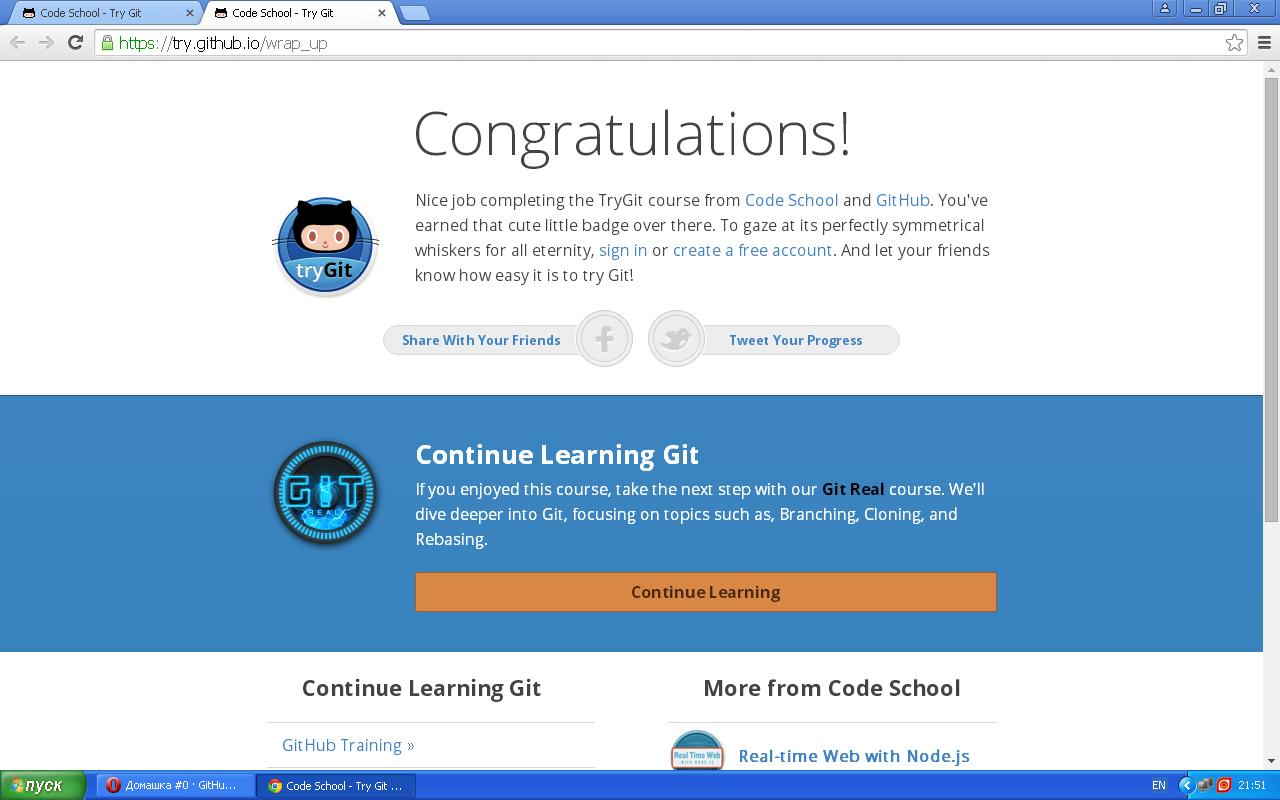 Code School - Try Git
Code School - Try Git
https://try.github.io/wrap_up
Congratulations!
Nice job completing the TryGit course from Code School and GitHub. You've
earned that cute little badge over there. To gaze at its perfectly symmetrical
whiskers for all eternity, sign in or create a free account. And let your friends
know how easy it is to try Git!
tryGit
Share With Your Friends
Tweet Your Progress
GIT
REAL
Continue Learning Git
If you enjoyed this course, take the next step with our Git Real course. We'll
dive deeper into Git, focusing on topics such as, Branching, Cloning, and
Rebasing.
Continue Learning
Continue Learning Git
GitHub Training »
More from Code School
Real Time Web
WITH NODE.JS
Real-time Web with Node.js
пуск
Домашка #0 · GitHu...
Code School - Try Git ...
EN
21:51